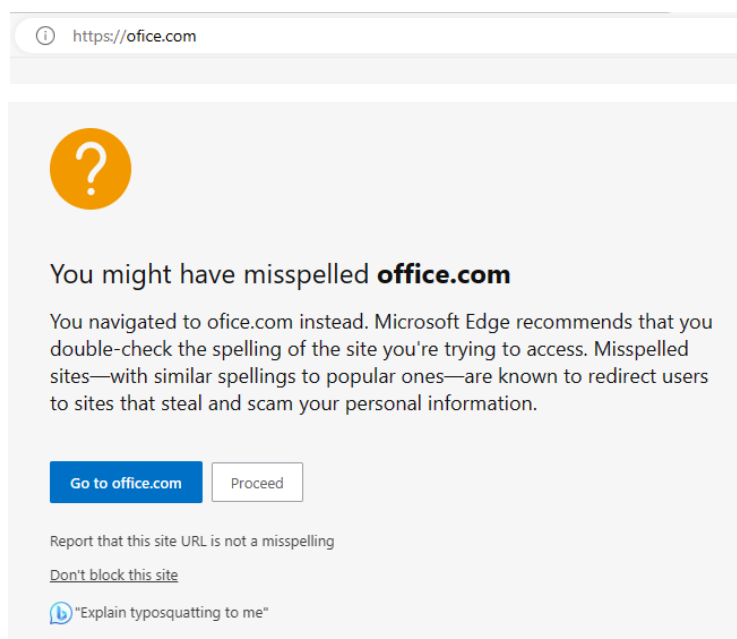 https://ofice.com
?
You might have misspelled office.com
You navigated to ofice.com instead. Microsoft Edge recommends that you
double-check the spelling of the site you're trying to access. Misspelled
sites—with similar spellings to popular ones—are known to redirect users
to sites that steal and scam your personal information.
Go to office.com Proceed
Report that this site URL is not a misspelling
Don't block this site
"Explain typosquatting to me"